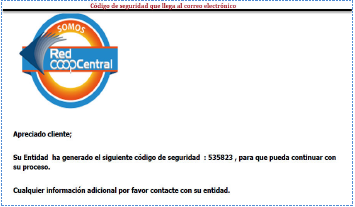 Código de seguridad que llega al correo electrónico
SOMOS
Red
COOPCentral
Apreciado cliente;
Su Entidad ha generado el siguiente código de seguridad : 535823 , para que pueda continuar con
su proceso.
Cualquier información adicional por favor contacte con su entidad.